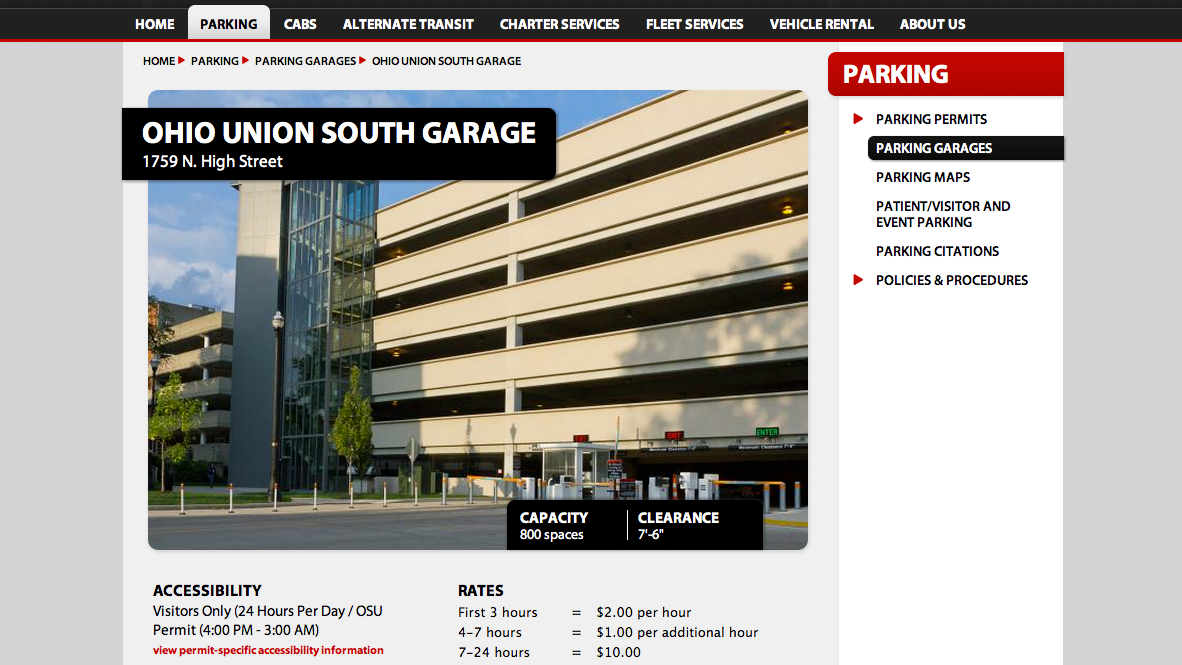 HOME PARKING CABS ALTERNATE TRANSIT CHARTER SERVICES FLEET SERVICES VEHICLE RENTAL ABOUT US
HOME PARKING PARKING GARAGES OHIO UNION SOUTH GARAGE
OHIO UNION SOUTH GARAGE
1759 N. High Street
EXIT EXIT ENTER
CAPACITY
800 spaces
CLEARANCE
7'-6"
ACCESSIBILITY
Visitors Only (24 Hours Per Day / OSU
Permit (4:00 PM - 3:00 AM)
view permit-specific accessibility information
RATES
First 3 hours = $2.00 per hour
4-7 hours = $1.00 per additional hour
7-24 hours = $10.00
PARKING
PARKING PERMITS
PARKING GARAGES
PARKING MAPS
PATIENT/VISITOR AND
EVENT PARKING
PARKING CITATIONS
POLICIES & PROCEDURES